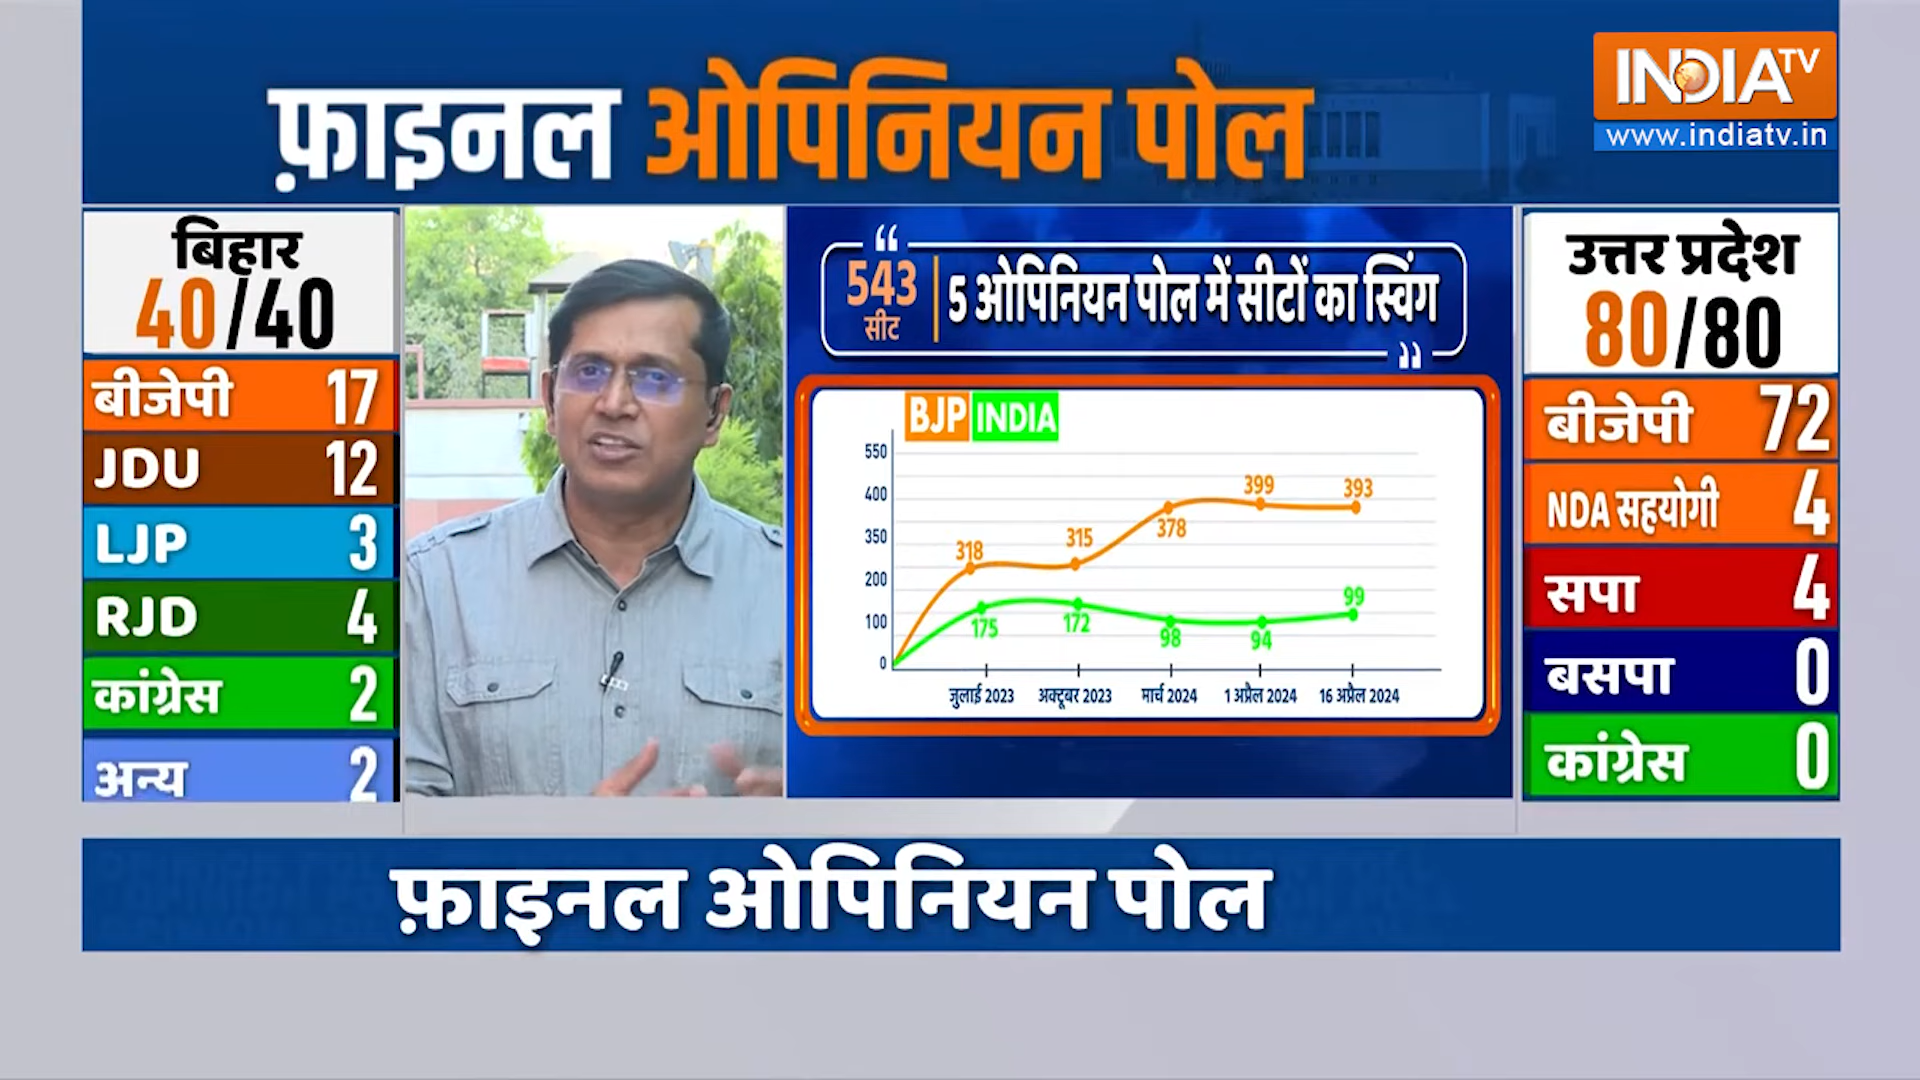 फ़ाइनल ओपिनियन पोल
INDIA TV
www.indiatv.in
बिहार
40/40
बीजेपी 17
JDU 12
LJP 3
RJD 4
कांग्रेस 2
अन्य 2
“
543
सीट
5 ओपिनियन पोल में सीटों का स्विंग
”
BJP INDIA
550
400
350
200
100
0
318
315
378
399
393
175
172
98
94
99
जुलाई 2023
अक्टूबर 2023
मार्च 2024
1 अप्रैल 2024
16 अप्रैल 2024
उत्तर प्रदेश
80/80
बीजेपी 72
NDA सहयोगी 4
सपा 4
बसपा 0
कांग्रेस 0
फ़ाइनल ओपिनियन पोल